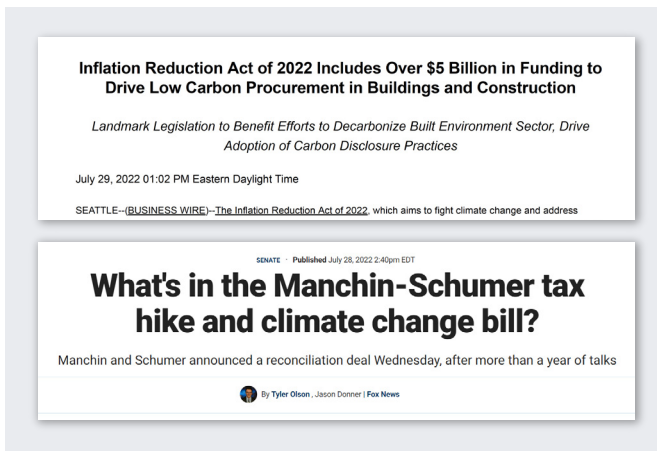 Inflation Reduction Act of 2022 Includes Over $5 Billion in Funding to
Drive Low Carbon Procurement in Buildings and Construction
Landmark Legislation to Benefit Efforts to Decarbonize Built Environment Sector, Drive
Adoption of Carbon Disclosure Practices
July 29, 2022 01:02 PM Eastern Daylight Time
SEATTLE--(BUSINESS WIRE)--The Inflation Reduction Act of 2022, which aims to fight climate change and address
SENATE · Published July 28, 2022 2:40pm EDT
What's in the Manchin-Schumer tax
hike and climate change bill?
Manchin and Schumer announced a reconciliation deal Wednesday, after more than a year of talks
By Tyler Olson , Jason Donner | Fox News